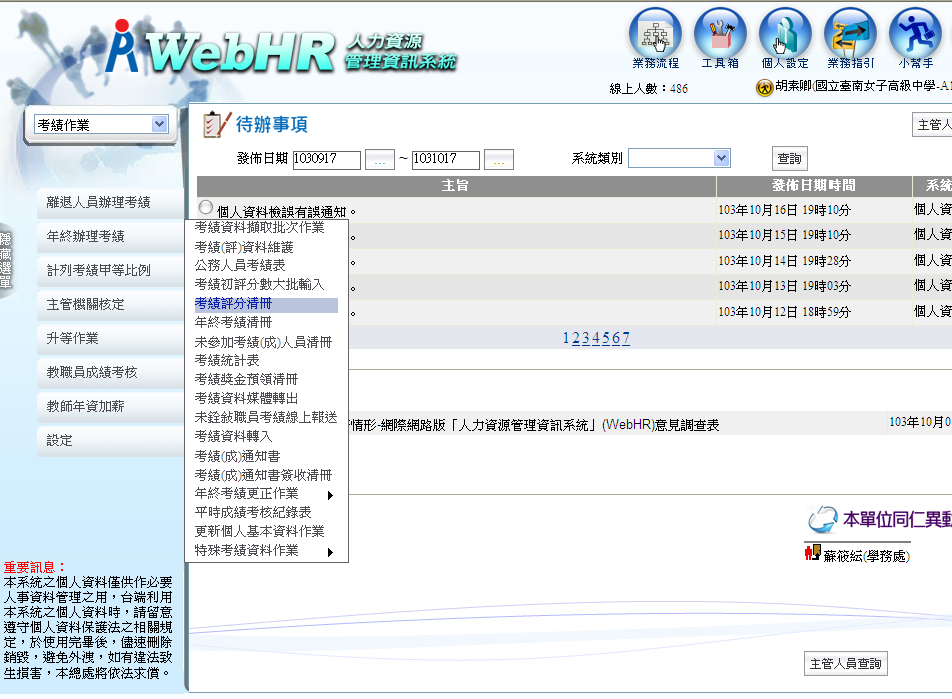 WebHR 人力資源
管理資訊系統
業務流程 工具箱 個人設定 業務指引 小幫手
線上人數：486
胡素卿(國立臺南女子高級中學-A1
考績作業
離退人員辦理考績
年終辦理考績
計列考績甲等比例
主管機關核定
升等作業
教職員成績考核
教師年資加薪
設定
隱藏選單
重要訊息：
本系統之個人資料僅供作必要
人事資料管理之用，台端利用
本系統之個人資料時，請留意
遵守個人資料保護法之相關規
定，於使用完畢後，儘速刪除
銷毀，避免外洩，如有違法致
生損害，本總處將依法求償。
待辦事項
主管人
發佈日期 1030917 ... ~ 1031017 ... 系統類別 查詢
主旨 發佈日期時間 系統
個人資料檢誤有誤通知。 103年10月16日 19時10分 個人資
。 103年10月15日 19時10分 個人資
。 103年10月14日 19時28分 個人資
。 103年10月13日 19時03分 個人資
。 103年10月12日 18時59分 個人資
1 2 3 4 5 6 7
考績資料擷取批次作業
考績(評)資料維護
公務人員考績表
考績初評分數大批輸入
考績評分清冊
年終考績清冊
未參加考績(成)人員清冊
考績統計表
考績獎金預領清冊
考績資料媒體轉出
未銓敘職員考績線上報送
考績資料轉入
考績(成)通知書
考績(成)通知書簽收清冊
年終考績更正作業
平時成績考核紀錄表
更新個人基本資料作業
特殊考績資料作業
情形-網際網路版「人力資源管理資訊系統」(WebHR)意見調查表 103年10月0
本單位同仁異動
蘇筱紜(學務處)
主管人員查詢